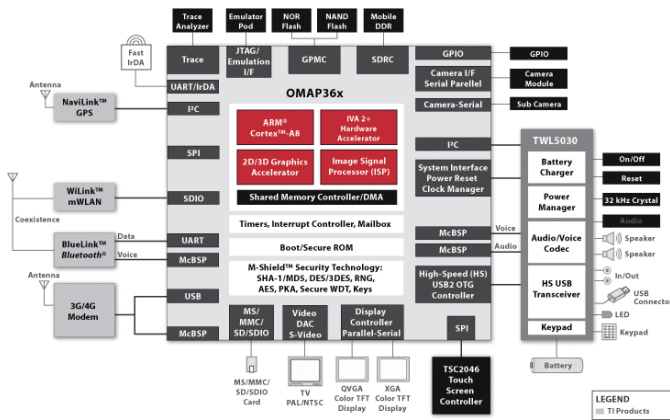 Trace
Analyzer
Emulator
Pod
NOR
Flash
NAND
Flash
Mobile
DDR
Fast
IrDA
Trace
JTAG/
Emulation
I/F
GPMC
SDRC
GPIO
GPIO
Camera I/F
Serial Parellel
Camera
Module
Camera-Serial
Sub Camera
Antenna
NaviLink™
GPS
UART/IrDA
I²C
OMAP36x
ARM®
Cortex™-A8
IVA 2+
Hardware
Accelerator
2D/3D Graphics
Accelerator
Image Signal
Processor (ISP)
Shared Memory Controller/DMA
Timers, Interrupt Controller, Mailbox
Boot/Secure ROM
M-Shield™ Security Technology:
SHA-1/MDS, DES/3DES, RNG,
AES, PKA, Secure WDT, Keys
SPI
WiLink™
mWLAN
SDIO
Coexistence
BlueLink™
Bluetooth®
Data
Voice
UART
McBSP
Antenna
3G/4G
Modem
USB
McBSP
I²C
System Interface
Power Reset
Clock Manager
McBSP
Voice
McBSP
Audio
High-Speed (HS)
USB2 OTG
Controller
TWL5030
Battery
Charger
Power
Manager
Audio/Voice
Codec
HS USB
Transceiver
Keypad
On/Off
Reset
32 kHz Crystal
Audio
Speaker
Speaker
In/Out
USB
Connector
LED
Keypad
Battery
MS/
MMC/
SD/SDIO
Video
DAC
S-Video
Display
Controller
Parallel-Serial
SPI
MS/MMC/
SD/SDIO
Card
TV
PAL/NTSC
QVGA
Color TFT
Display
XGA
Color TFT
Display
TSC2046
Touch
Screen
Controller
LEGEND
TI Products